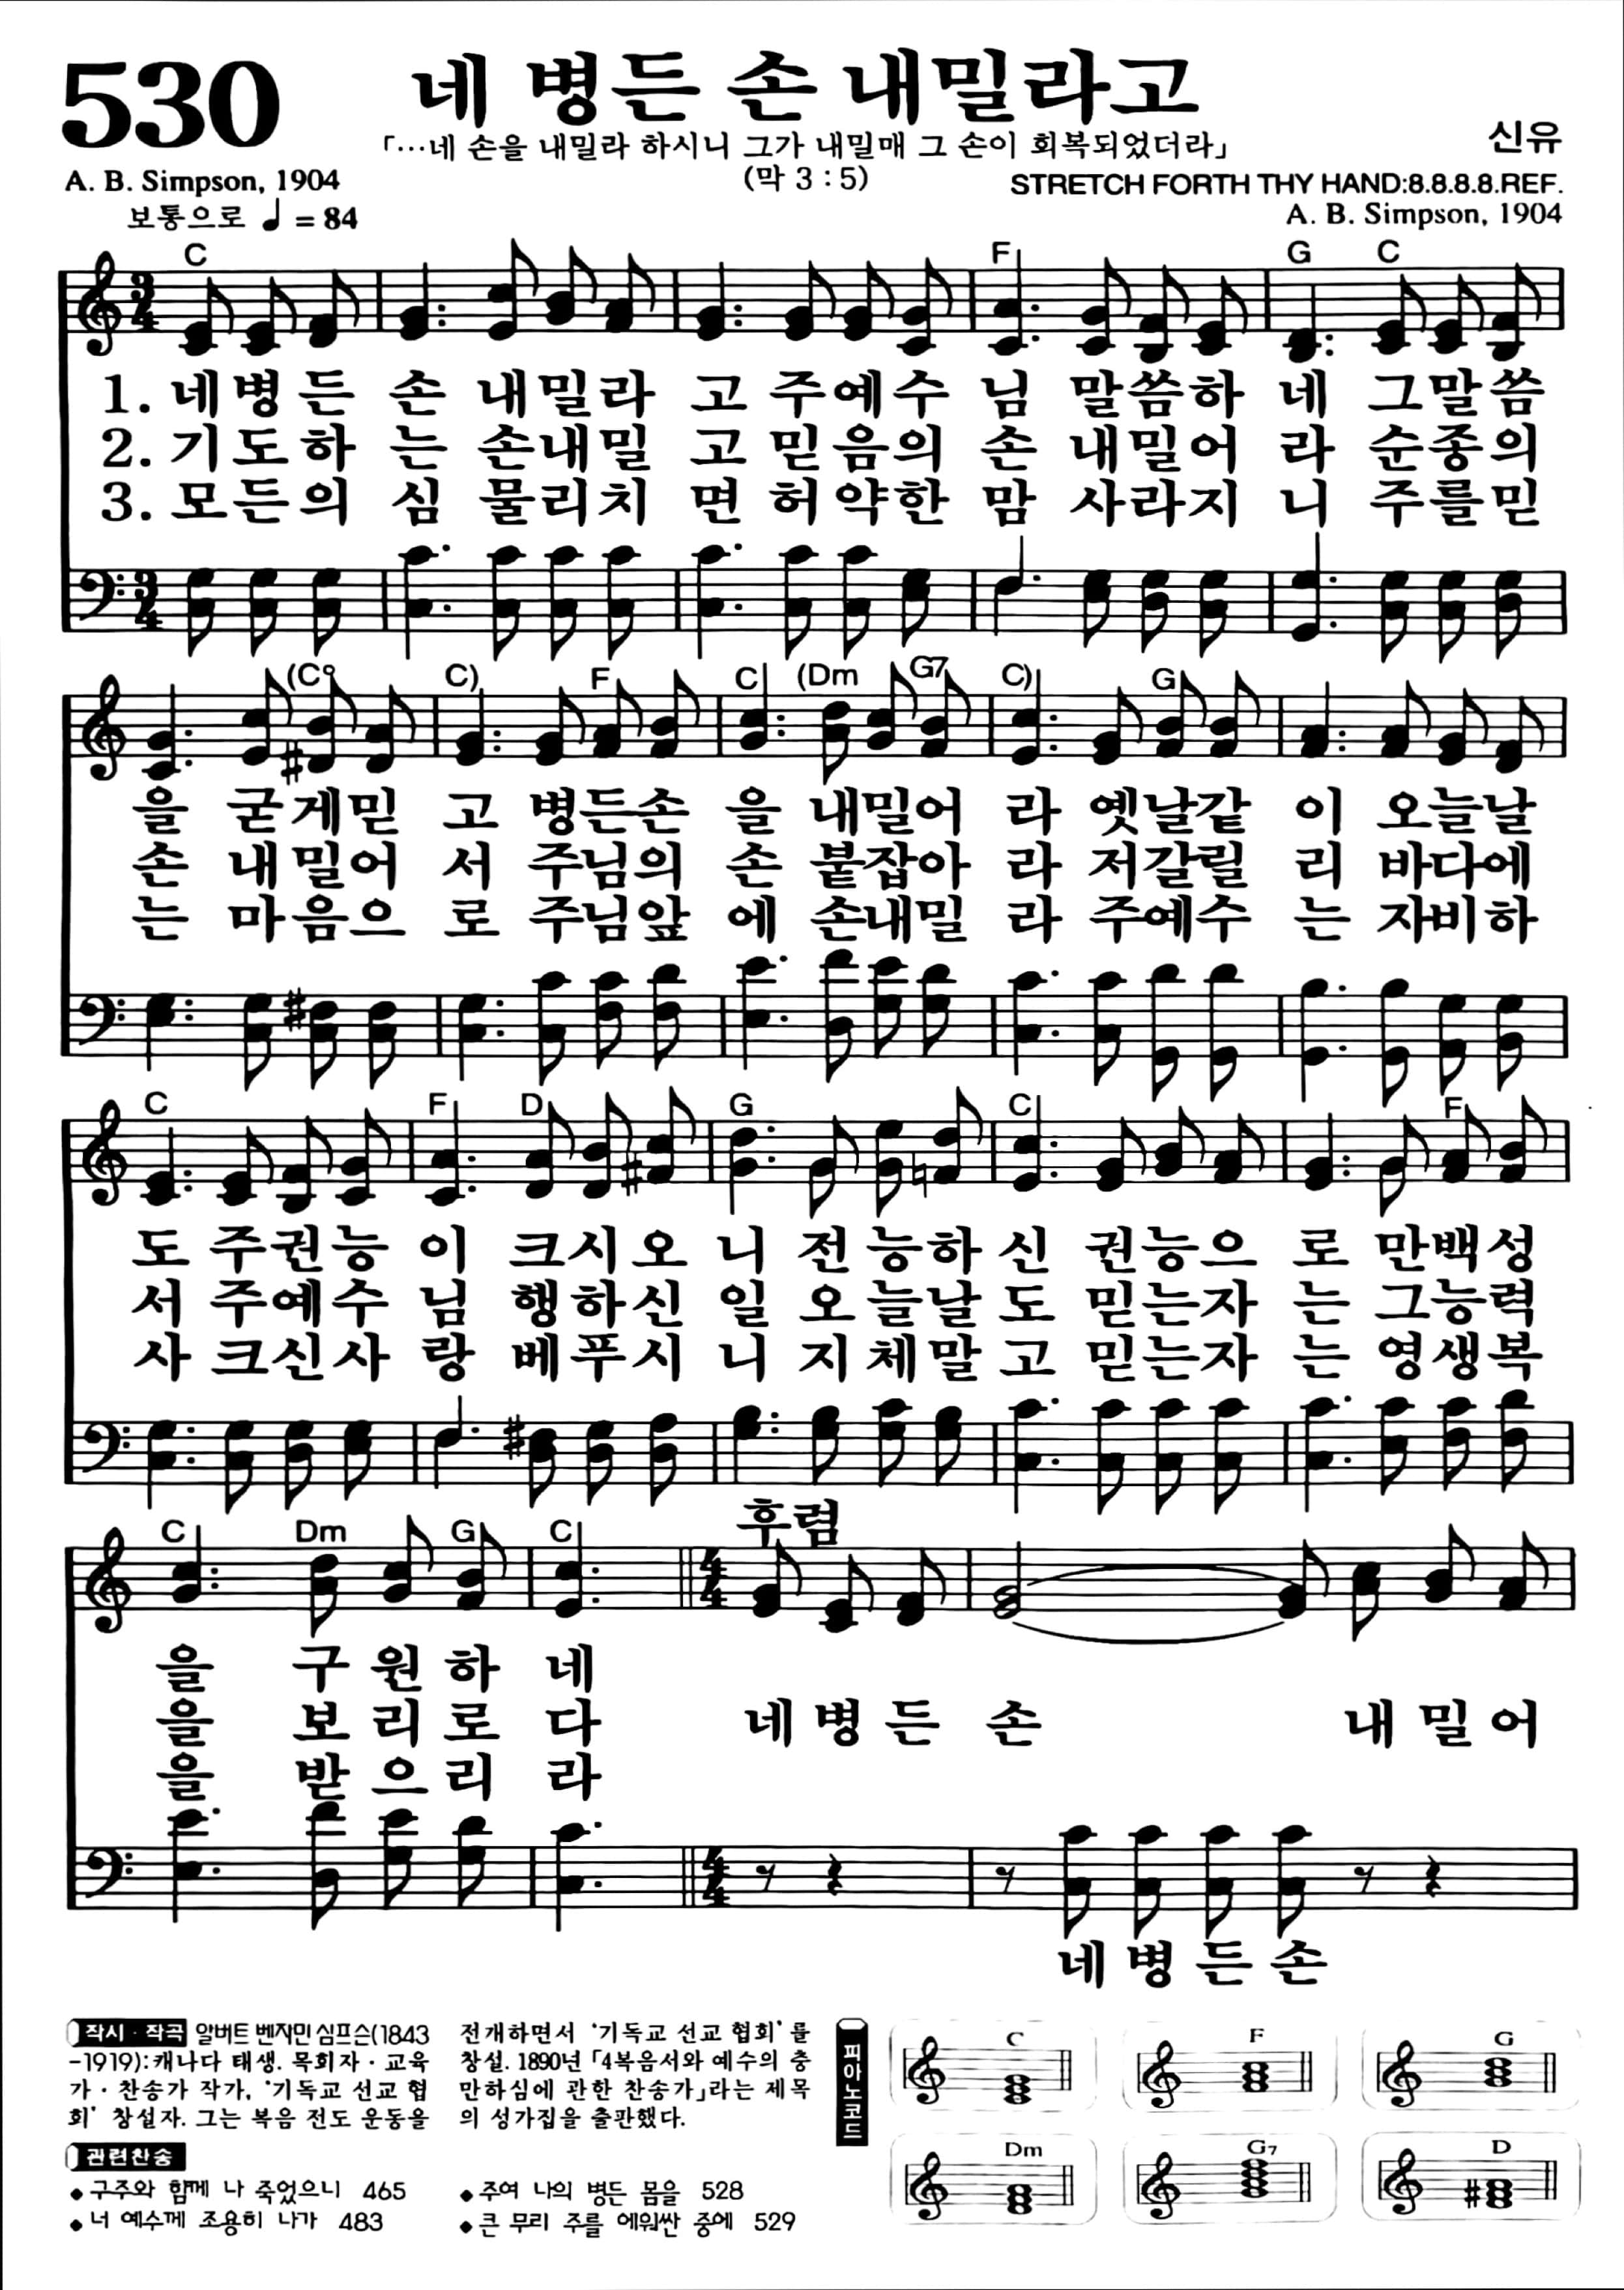 530
네 병든 손 내밀라고
「…네 손을 내밀라 하시니 그가 내밀매 그 손이 회복되었더라」
(막 3 : 5)
신유
A. B. Simpson, 1904
STRETCH FORTH THY HAND:8.8.8.8.REF.
보통으로 ♩ = 84
A. B. Simpson, 1904
C F G C
1. 네병든 손 내밀라 고 주예수 님 말씀하 네 그말씀
2. 기도하 는 손내밀 고 믿음의 손 내밀어 라 순종의
3. 모든의 심 물리치 면 허약한 맘 사라지 니 주를믿
(C° C) F C (Dm G7 C) G
을 굳게믿 고 병든손 을 내밀어 라 옛날같 이 오늘날
손 내밀어 서 주님의 손 붙잡아 라 저갈릴 리 바다에
는 마음으 로 주님앞 에 손내밀 라 주예수 는 자비하
C F D G C F
도 주권능 이 크시오 니 전능하 신 권능으 로 만백성
서 주예수 님 행하신 일 오늘날 도 믿는자 는 그능력
사 크신사 랑 베푸시 니 지체말 고 믿는자 는 영생복
후렴
C Dm G C
을 구원하 네
을 보리로 다 네병든 손 내밀어
을 받으리 라
네병든손
작시 · 작곡 알버트 벤자민 심프슨(1843
-1919):캐나다 태생. 목회자 · 교육
가 · 찬송가 작가, '기독교 선교 협
회' 창설자. 그는 복음 전도 운동을
전개하면서 '기독교 선교 협회'를
창설. 1890년 「4복음서와 예수의 충
만하심에 관한 찬송가」라는 제목
의 성가집을 출판했다.
관련찬송
◆ 구주와 함께 나 죽었으니 465
◆ 너 예수께 조용히 나가 483
◆ 주여 나의 병든 몸을 528
◆ 큰 무리 주를 에워싼 중에 529
피아노코드
C F G
Dm G7 D